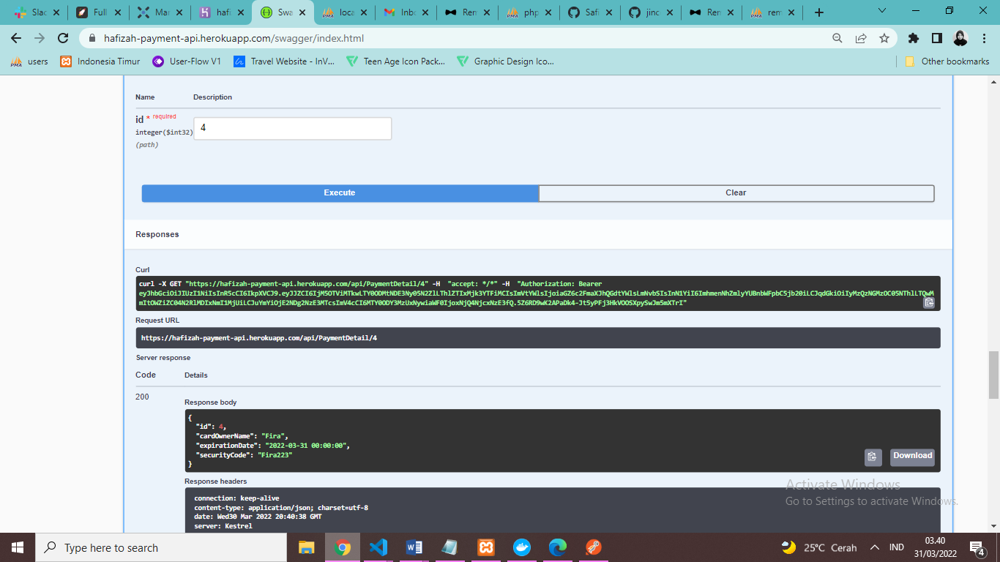 Slac
Full
Mar
hafi
Swa
loca
Inbo
Rem
php
Safi
jinc
Ren
rem
hafizah-payment-api.herokuapp.com/swagger/index.html
users
Indonesia Timur
User-Flow V1
Travel Website - InV...
Teen Age Icon Pack...
Graphic Design Ico...
Other bookmarks
Name Description
id * required
integer($int32)
(path)
4
Execute Clear
Responses
Curl
curl -X GET "https://hafizah-payment-api.herokuapp.com/api/PaymentDetail/4" -H "accept: */*" -H "Authorization: Bearer
Request URL
https://hafizah-payment-api.herokuapp.com/api/PaymentDetail/4
Server response
Code Details
200
Response body
{
"id": 4,
"cardOwnerName": "Fira",
"expirationDate": "2022-03-31 00:00:00",
"securityCode": "Fira223"
}
Download
Response headers
connection: keep-alive
content-type: application/json; charset=utf-8
date: Wed30 Mar 2022 20:40:38 GMT
server: Kestrel
Activate Windows
Go to Settings to activate Windows.
Type here to search
25°C Cerah
IND
03.40
31/03/2022
4